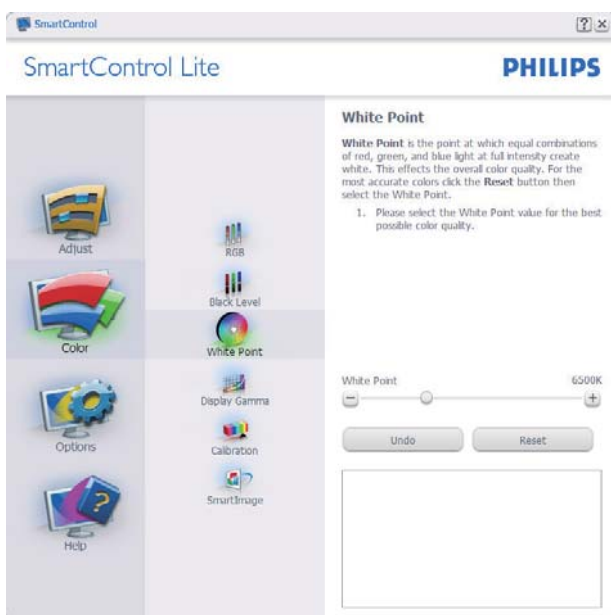 SmartControl
SmartControl Lite
PHILIPS
Adjust
Color
Options
Help
RGB
Black Level
White Point
Display Gamma
Calibration
SmartImage
White Point
White Point is the point at which equal combinations
of red, green, and blue light at full intensity create
white. This effects the overall color quality. For the
most accurate colors click the Reset button then
select the White Point.
1. Please select the White Point value for the best
possible color quality.
White Point 6500K
Undo Reset